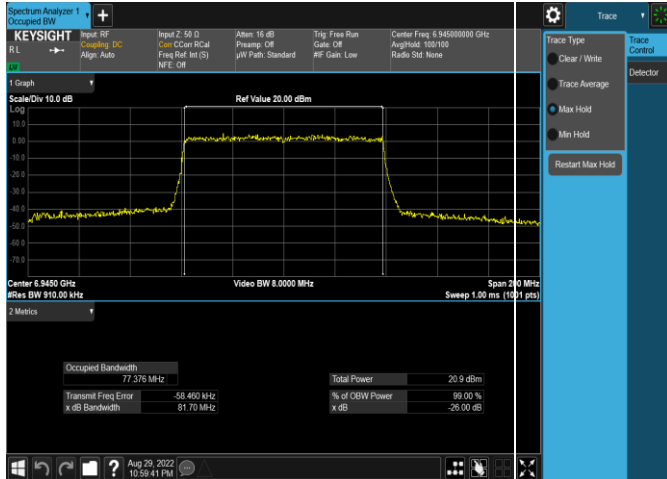 Spectrum Analyzer 1
Occupied BW
+
Trace
KEYSIGHT
RL
Input: RF
Coupling: DC
Align: Auto
Input Z: 50 Ω
Corr CCorr RCal
Freq Ref: Int (S)
NFE: Off
Atten: 16 dB
Preamp: Off
µW Path: Standard
Trig: Free Run
Gate: Off
#IF Gain: Low
Center Freq: 6.945000000 GHz
Avg|Hold: 100/100
Radio Std: None
Trace Type
Clear / Write
Trace Average
Max Hold
Min Hold
Restart Max Hold
Trace
Control
Detector
1 Graph
Scale/Div 10.0 dB
Ref Value 20.00 dBm
Log
10.0
0.00
-10.0
-20.0
-30.0
-40.0
-50.0
-60.0
-70.0
Center 6.9450 GHz
Video BW 8.0000 MHz
Span 200 MHz
#Res BW 910.00 kHz
Sweep 1.00 ms (1001 pts)
2 Metrics
Occupied Bandwidth
77.376 MHz
Total Power 20.9 dBm
Transmit Freq Error -58.460 kHz
% of OBW Power 99.00 %
x dB Bandwidth 81.70 MHz
x dB -26.00 dB
?
Aug 29, 2022
10:59:41 PM